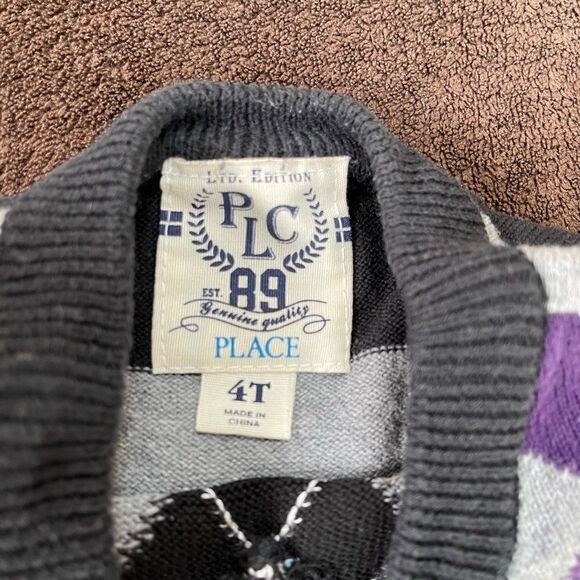 LTD. EDITION
PLC
EST. 89
Genuine quality
PLACE
4T
MADE IN
CHINA